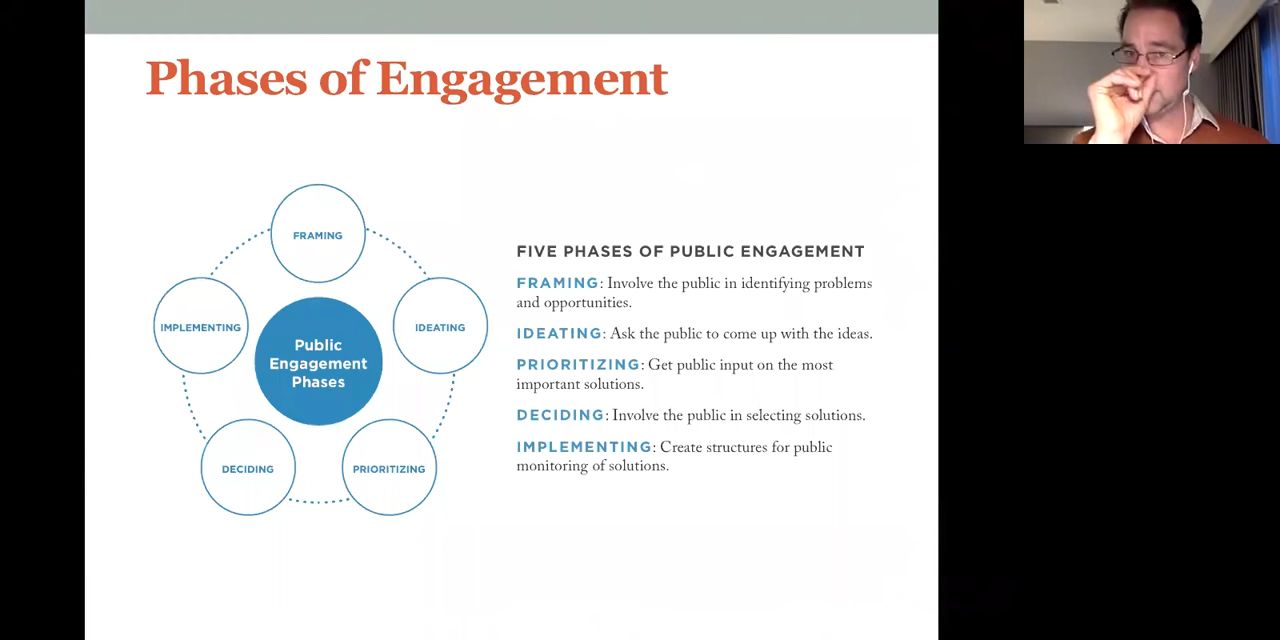 Phases of Engagement
FRAMING
IMPLEMENTING
IDEATING
Public
Engagement
Phases
DECIDING
PRIORITIZING
FIVE PHASES OF PUBLIC ENGAGEMENT
FRAMING: Involve the public in identifying problems
and opportunities.
IDEATING: Ask the public to come up with the ideas.
PRIORITIZING: Get public input on the most
important solutions.
DECIDING: Involve the public in selecting solutions.
IMPLEMENTING: Create structures for public
monitoring of solutions.